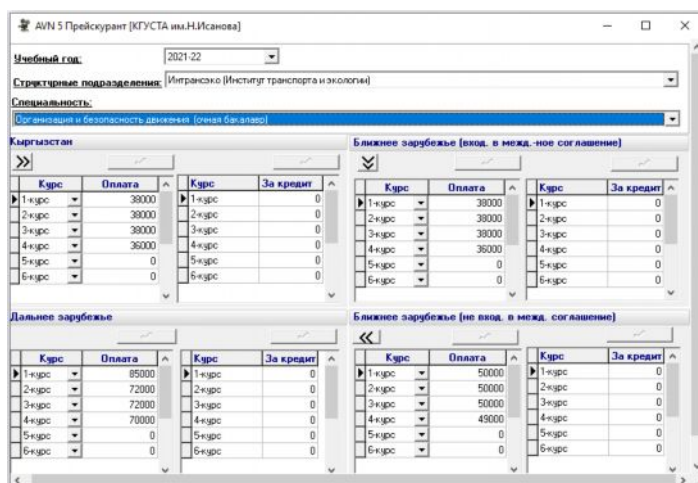 AVN 5 Прейскурант [КГУСТА им.Н.Исанова]
Учебный год: 2021-22
Структурные подразделения: Интрансэко (Институт транспорта и экологии)
Специальность:
Организация и безопасность движения (очная бакалавр)
Кыргызстан
Курс Оплата Курс За кредит
1-курс 38000 1-курс 0
2-курс 38000 2-курс 0
3-курс 38000 3-курс 0
4-курс 36000 4-курс 0
5-курс 0 5-курс 0
6-курс 0 6-курс 0
Ближнее зарубежье (вход. в межд.-ное соглашение)
Курс Оплата Курс За кредит
1-курс 38000 1-курс 0
2-курс 38000 2-курс 0
3-курс 38000 3-курс 0
4-курс 36000 4-курс 0
5-курс 0 5-курс 0
6-курс 0 6-курс 0
Дальнее зарубежье
Курс Оплата Курс За кредит
1-курс 85000 1-курс 0
2-курс 72000 2-курс 0
3-курс 72000 3-курс 0
4-курс 70000 4-курс 0
5-курс 0 5-курс 0
6-курс 0 6-курс 0
Ближнее зарубежье (не вход. в межд. соглашение)
Курс Оплата Курс За кредит
1-курс 50000 1-курс 0
2-курс 50000 2-курс 0
3-курс 50000 3-курс 0
4-курс 49000 4-курс 0
5-курс 0 5-курс 0
6-курс 0 6-курс 0